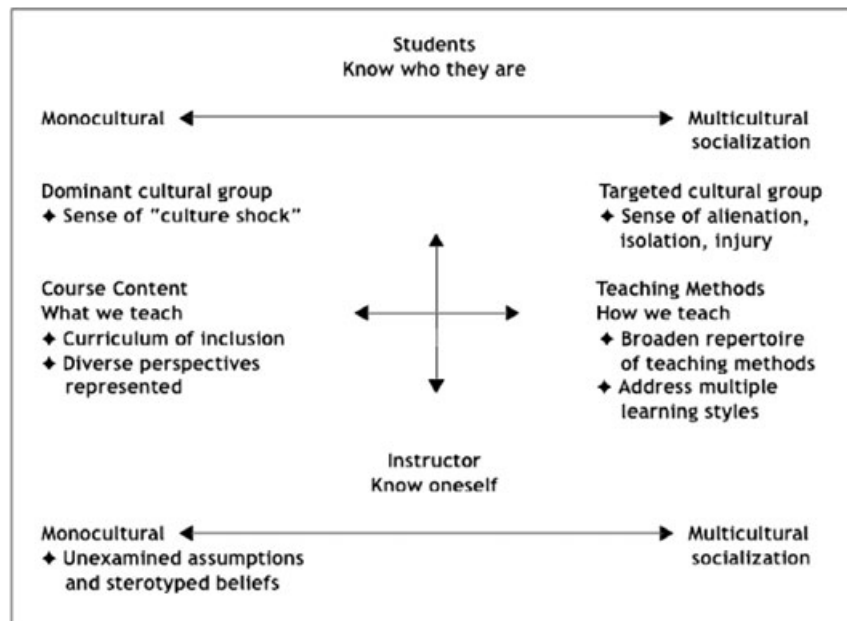 Students
Know who they are
Monocultural
Multicultural
socialization
Dominant cultural group
✦ Sense of "culture shock"
Targeted cultural group
✦ Sense of alienation,
isolation, injury
Course Content
What we teach
✦ Curriculum of inclusion
✦ Diverse perspectives
represented
Teaching Methods
How we teach
✦ Broaden repertoire
of teaching methods
✦ Address multiple
learning styles
Instructor
Know oneself
Monocultural
✦ Unexamined assumptions
and sterotyped beliefs
Multicultural
socialization